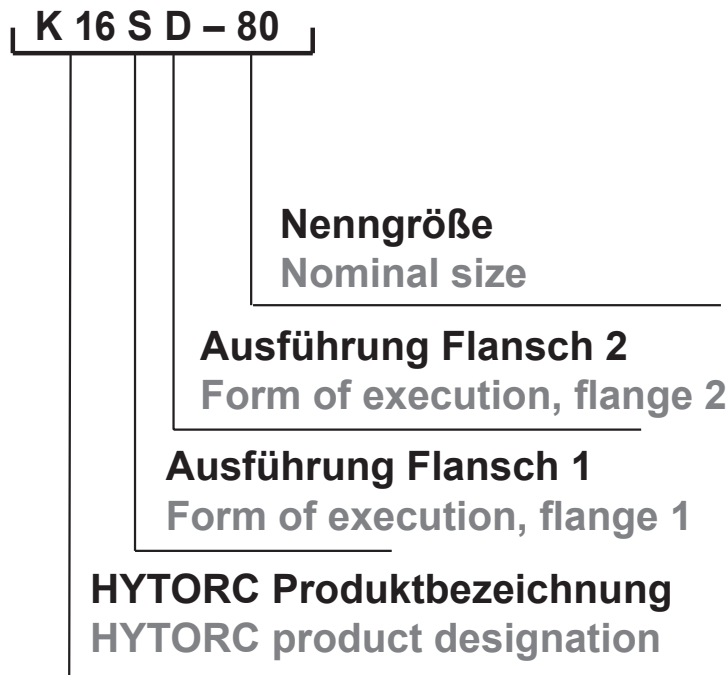 K 16 S D – 80
Nenngröße
Nominal size
Ausführung Flansch 2
Form of execution, flange 2
Ausführung Flansch 1
Form of execution, flange 1
HYTORC Produktbezeichnung
HYTORC product designation